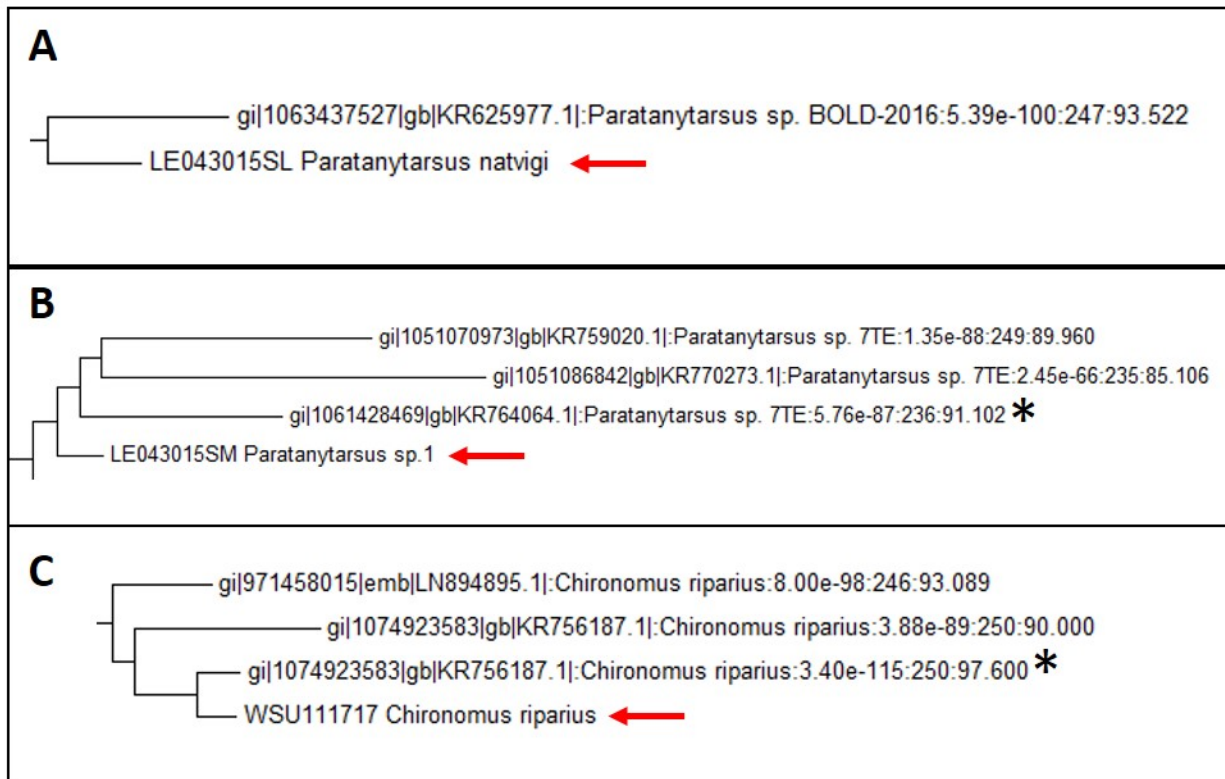 A
gi|1063437527|gb|KR625977.1|:Paratanytarsus sp. BOLD-2016:5.39e-100:247:93.522
LE043015SL Paratanytarsus natvigi
B
gi|1051070973|gb|KR759020.1|:Paratanytarsus sp. 7TE:1.35e-88:249:89.960
gi|1051086842|gb|KR770273.1|:Paratanytarsus sp. 7TE:2.45e-66:235:85.106
gi|1061428469|gb|KR764064.1|:Paratanytarsus sp. 7TE:5.76e-87:236:91.102 *
LE043015SM Paratanytarsus sp.1
C
gi|971458015|emb|LN894895.1|:Chironomus riparius:8.00e-98:246:93.089
gi|1074923583|gb|KR756187.1|:Chironomus riparius:3.88e-89:250:90.000
gi|1074923583|gb|KR756187.1|:Chironomus riparius:3.40e-115:250:97.600 *
WSU111717 Chironomus riparius